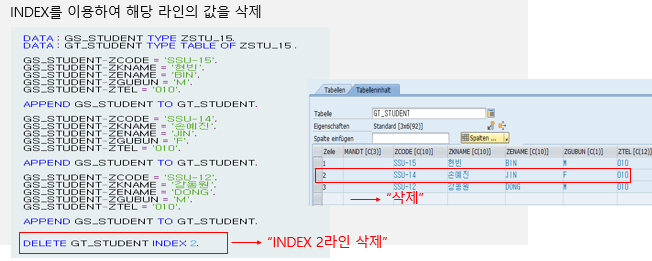 INDEX를 이용하여 해당 라인의 값을 삭제
DATA : GS_STUDENT TYPE ZSTU_15 .
DATA : GT_STUDENT TYPE TABLE OF ZSTU_15 .
GS_STUDENT-ZCODE = 'SSU-15'.
GS_STUDENT-ZKNAME = '현빈'.
GS_STUDENT-ZENAME = 'BIN'.
GS_STUDENT-ZGUBUN = 'M'.
GS_STUDENT-ZTEL = '010'.
APPEND GS_STUDENT TO GT_STUDENT.
GS_STUDENT-ZCODE = 'SSU-14'.
GS_STUDENT-ZKNAME = '손예진'.
GS_STUDENT-ZENAME = 'JIN'.
GS_STUDENT-ZGUBUN = 'F'.
GS_STUDENT-ZTEL = '010'.
APPEND GS_STUDENT TO GT_STUDENT.
GS_STUDENT-ZCODE = 'SSU-12'.
GS_STUDENT-ZKNAME = '강동원'.
GS_STUDENT-ZENAME = 'DONG'.
GS_STUDENT-ZGUBUN = 'M'.
GS_STUDENT-ZTEL = '010'.
APPEND GS_STUDENT TO GT_STUDENT.
DELETE GT_STUDENT INDEX 2.
"INDEX 2라인 삭제"
Tabellen Tabelleninhalt
Tabelle GT_STUDENT
Eigenschaften Standard [3x6(92)]
Spalte einfügen Spalten ...
Zeile MANDT [C(3)] ZCODE [C(10)] ZKNAME [C(10)] ZENAME [C(10)] ZGUBUN [C(1)] ZTEL [C(12)]
1 SSU-15 현빈 BIN M 010
2 SSU-14 손예진 JIN F 010
3 SSU-12 강동원 DONG M 010
"삭제"